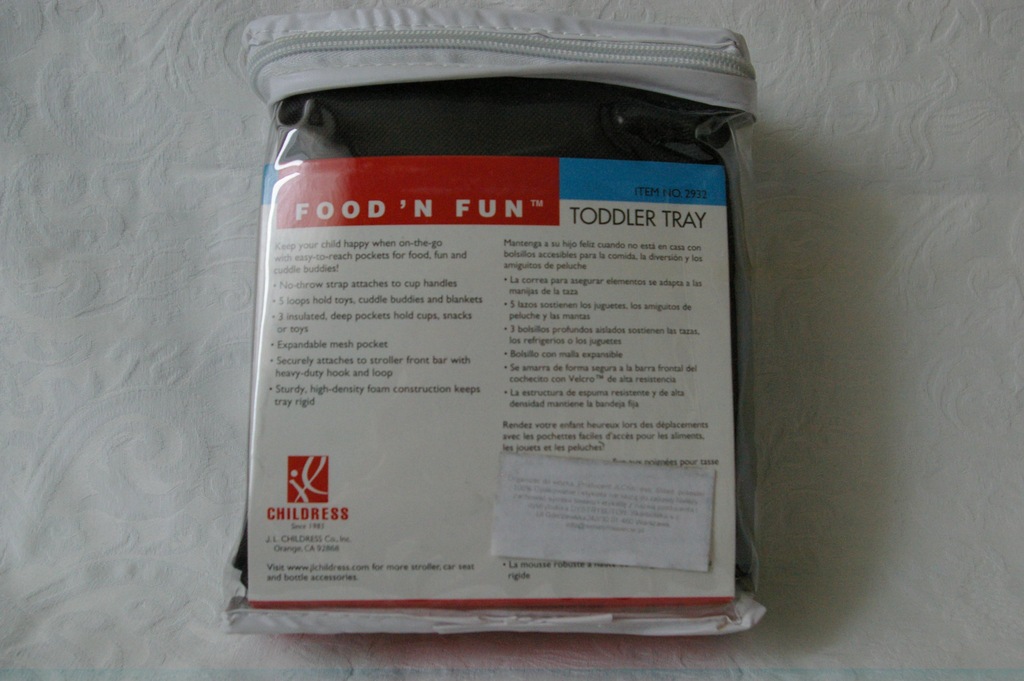 ITEM NO. 2932
FOOD 'N FUN™
TODDLER TRAY
Keep your child happy when on-the-go
with easy-to-reach pockets for food, fun and
cuddle buddies!
• No-throw strap attaches to cup handles
• 5 loops hold toys, cuddle buddies and blankets
• 3 insulated, deep pockets hold cups, snacks
or toys
• Expandable mesh pocket
• Securely attaches to stroller front bar with
heavy-duty hook and loop
• Sturdy, high-density foam construction keeps
tray rigid
Mantenga a su hijo feliz cuando no está en casa con
bolsillos accesibles para la comida, la diversión y los
amiguitos de peluche
• La correa para asegurar elementos se adapta a las
manijas de la taza
• 5 lazos sostienen los juguetes, los amiguitos de
peluche y las mantas
• 3 bolsillos profundos aislados sostienen las tazas,
los refrigerios o los juguetes
• Bolsillo con malla expansible
• Se amarra de forma segura a la barra frontal del
cochecito con Velcro™ de alta resistencia
• La estructura de espuma resistente y de alta
densidad mantiene la bandeja fija
Rendez votre enfant heureux lors des déplacements
avec les pochettes faciles d'accès pour les aliments,
les jouets et les peluches!
aux poignées pour tasse
• La mousse robuste à
rigide
CHILDRESS
Since 1985
J.L. CHILDRESS Co., Inc.
Orange, CA 92868
Visit www.jlchildress.com for more stroller, car seat
and bottle accessories.